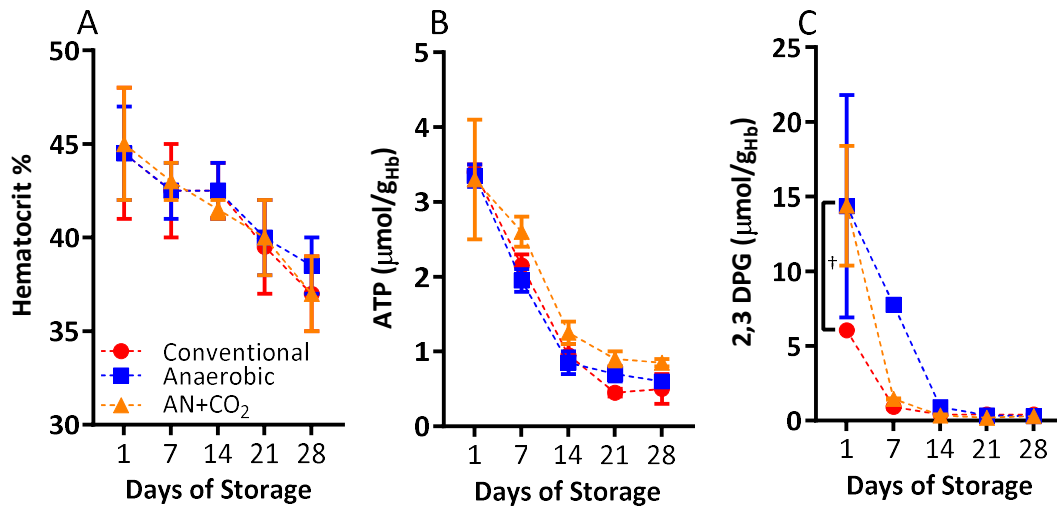 A
Hematocrit %
50
45
40
35
30
Conventional
Anaerobic
AN+CO₂
1 7 14 21 28
Days of Storage
B
ATP (μmol/gHb)
5
4
3
2
1
0
1 7 14 21 28
Days of Storage
C
2,3 DPG (μmol/gHb)
25
20
15
10
5
0
†
1 7 14 21 28
Days of Storage